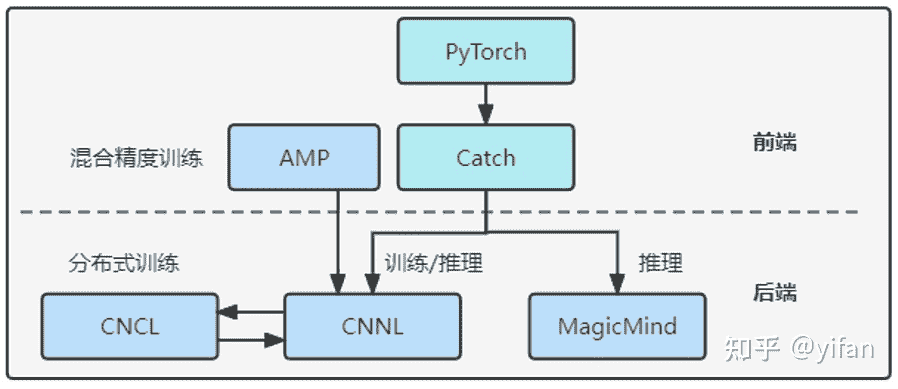 PyTorch
前端
混合精度训练
AMP
Catch
分布式训练
训练/推理
推理
后端
CNCL
CNNL
MagicMind
知乎 @yifan